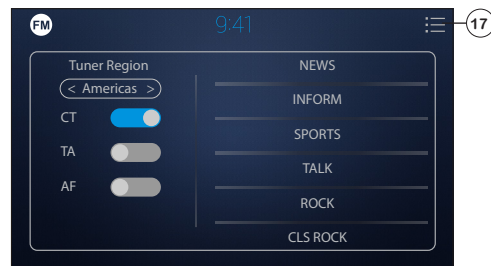 FM 9:41
17
Tuner Region
< Americas >
CT
TA
AF
NEWS
INFORM
SPORTS
TALK
ROCK
CLS ROCK